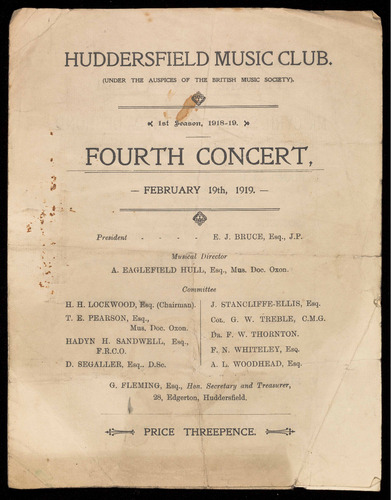 HUDDERSFIELD MUSIC CLUB.
(UNDER THE AUSPICES OF THE BRITISH MUSIC SOCIETY).
1st Season, 1918-19.
FOURTH CONCERT,
— FEBRUARY 19th, 1919. —
President - - - - E. J. BRUCE, Esq., J.P.
Musical Director
A. EAGLEFIELD HULL, Esq., Mus. Doc. Oxon.
Committee
H. H. LOCKWOOD, Esq. (Chairman).
T. E. PEARSON, Esq.,
Mus. Doc. Oxon.
HADYN H. SANDWELL, Esq.,
F.R.C.O.
D. SEGALLER, Esq., D.Sc.
J. STANCLIFFE-ELLIS, Esq.
Col. G. W. TREBLE, C.M.G.
Dr. F. W. THORNTON.
F. N. WHITELEY, Esq.
A. L. WOODHEAD, Esq.
G. FLEMING, Esq., Hon. Secretary and Treasurer,
28, Edgerton, Huddersfield.
PRICE THREEPENCE.